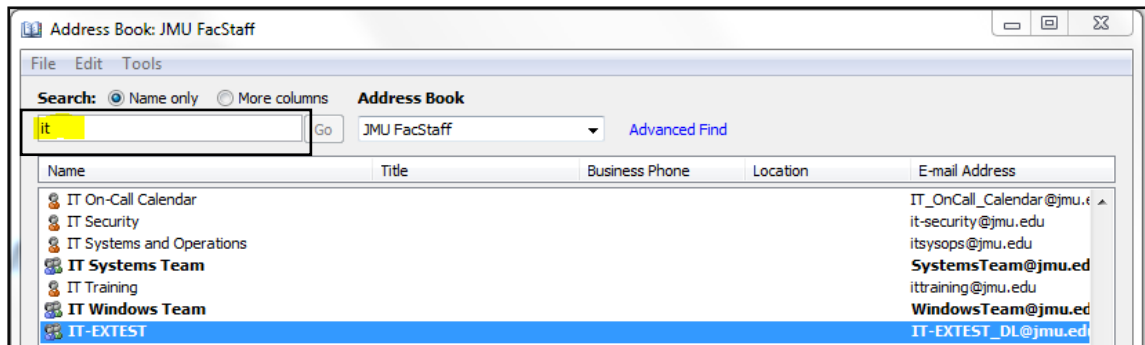 Address Book: JMU FacStaff
File Edit Tools
Search: Name only More columns Address Book
it Go JMU FacStaff Advanced Find
Name Title Business Phone Location E-mail Address
IT On-Call Calendar IT_OnCall_Calendar@jmu.e
IT Security it-security@jmu.edu
IT Systems and Operations itsysops@jmu.edu
IT Systems Team SystemsTeam@jmu.ed
IT Training ittraining@jmu.edu
IT Windows Team WindowsTeam@jmu.ed
IT-EXTEST IT-EXTEST_DL@jmu.edu